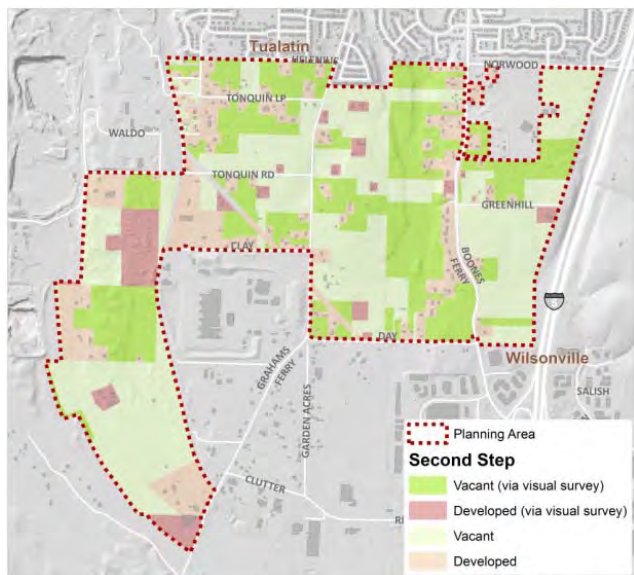 Tualatin
HELENIUS
NORWOOD
TONQUIN LP
WALDO
TONQUIN RD
GREENHILL
CLAY
BOONES
FERRY
DAY
Wilsonville
GRAHAMS
FERRY
GARDEN ACRES
SALISH
CLUTTER
Planning Area
Second Step
Vacant (via visual survey)
Developed (via visual survey)
Vacant
Developed